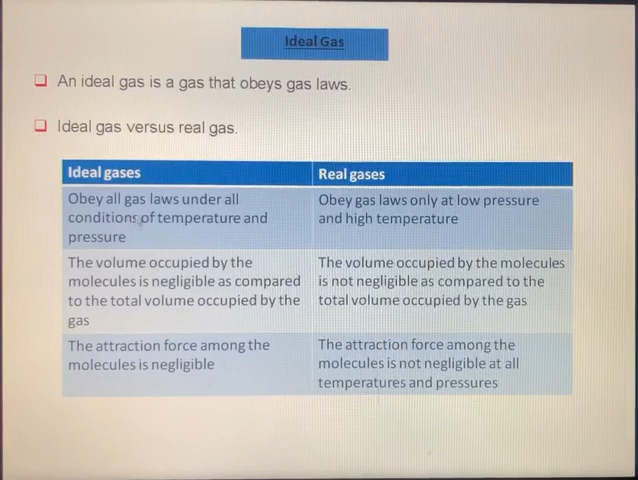 Ideal Gas
❑ An ideal gas is a gas that obeys gas laws.
❑ Ideal gas versus real gas.
Ideal gases
Real gases
Obey all gas laws under all
conditions of temperature and
pressure
Obey gas laws only at low pressure
and high temperature
The volume occupied by the
molecules is negligible as compared
to the total volume occupied by the
gas
The volume occupied by the molecules
is not negligible as compared to the
total volume occupied by the gas
The attraction force among the
molecules is negligible
The attraction force among the
molecules is not negligible at all
temperatures and pressures